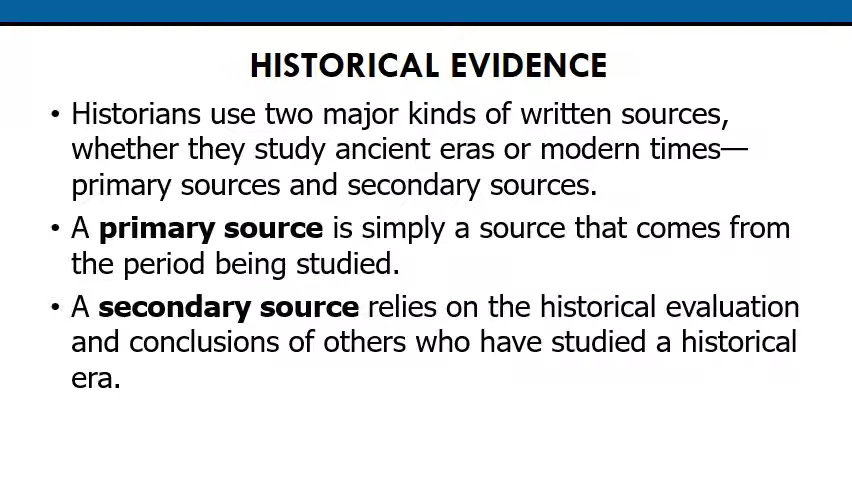 HISTORICAL EVIDENCE
• Historians use two major kinds of written sources,
whether they study ancient eras or modern times—
primary sources and secondary sources.
• A primary source is simply a source that comes from
the period being studied.
• A secondary source relies on the historical evaluation
and conclusions of others who have studied a historical
era.